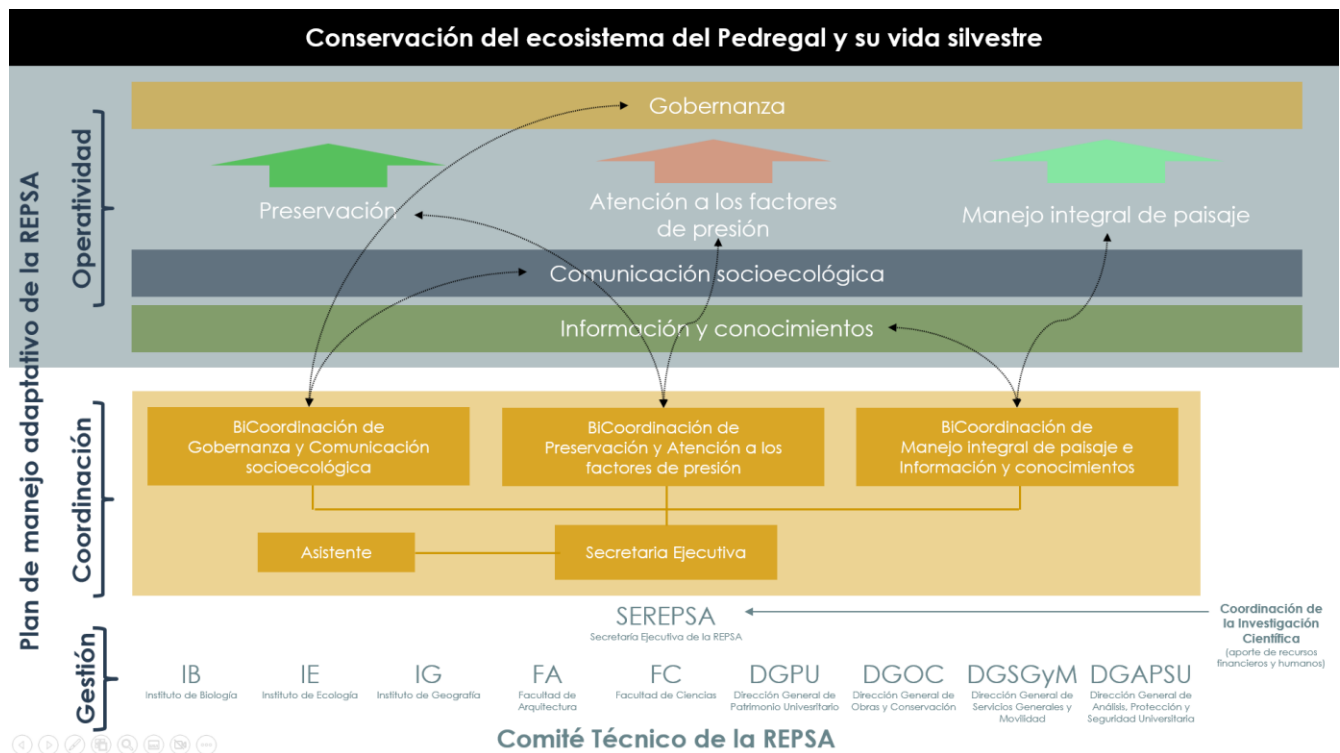 Conservación del ecosistema del Pedregal y su vida silvestre
Plan de manejo adaptativo de la REPSA
Operatividad
Gobernanza
Preservación
Atención a los factores
de presión
Manejo integral de paisaje
Comunicación socioecológica
Información y conocimientos
Coordinación
BiCoordinación de
Gobernanza y Comunicación
socioecológica
BiCoordinación de
Preservación y Atención a los
factores de presión
BiCoordinación de
Manejo integral de paisaje e
Información y conocimientos
Asistente
Secretaria Ejecutiva
SEREPSA
Secretaría Ejecutiva de la REPSA
Coordinación de
la Investigación
Científica
(aporte de recursos
financieros y humanos)
Gestión
IB
Instituto de Biología
IE
Instituto de Ecología
IG
Instituto de Geografía
FA
Facultad de
Arquitectura
FC
Facultad de Ciencias
DGPU
Dirección General de
Patrimonio Univesritario
DGOC
Dirección General de
Obras y Conservación
DGSGyM
Dirección General de
Servicios Generales y
Movilidad
DGAPSU
Dirección General de
Análisis, Protección y
Seguridad Universitaria
Comité Técnico de la REPSA